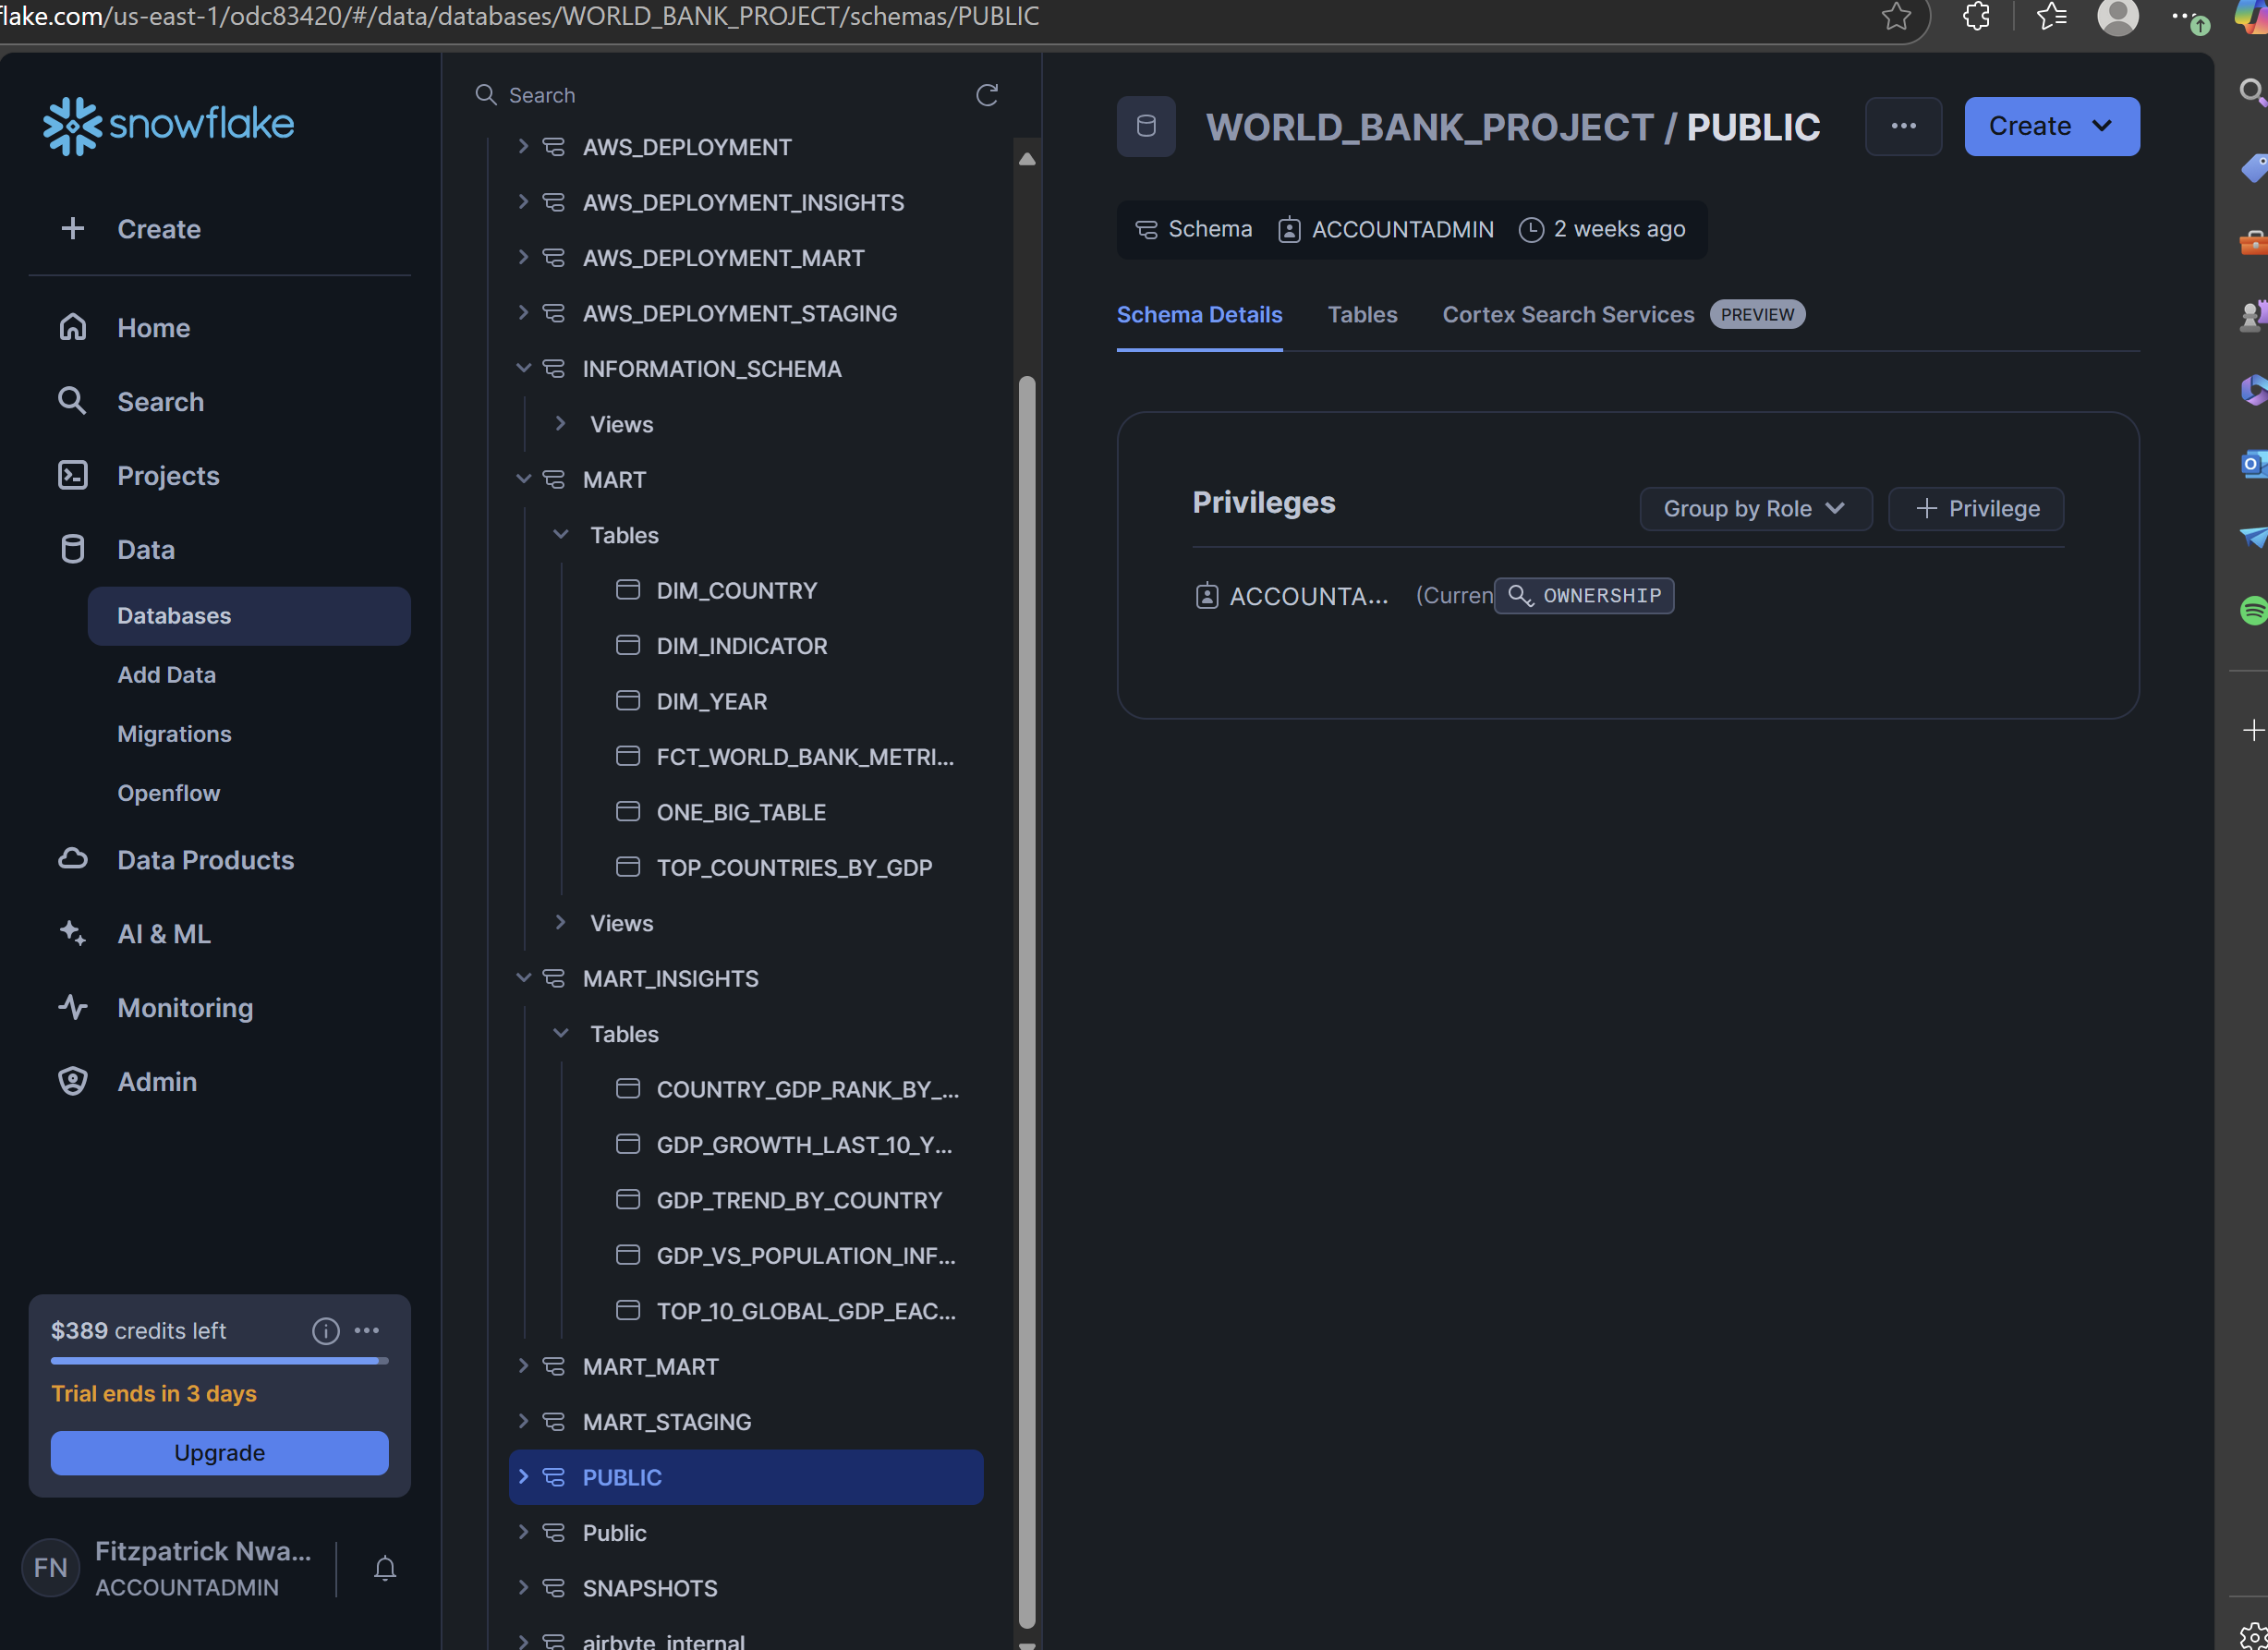 flake.com/us-east-1/odc83420/#/data/databases/WORLD_BANK_PROJECT/schemas/PUBLIC
snowflake
Create
Home
Search
Projects
Data
Databases
Add Data
Migrations
Openflow
Data Products
AI & ML
Monitoring
Admin
$389 credits left
Trial ends in 3 days
Upgrade
FN
Fitzpatrick Nwa...
ACCOUNTADMIN
Search
AWS_DEPLOYMENT
AWS_DEPLOYMENT_INSIGHTS
AWS_DEPLOYMENT_MART
AWS_DEPLOYMENT_STAGING
INFORMATION_SCHEMA
Views
MART
Tables
DIM_COUNTRY
DIM_INDICATOR
DIM_YEAR
FCT_WORLD_BANK_METRI...
ONE_BIG_TABLE
TOP_COUNTRIES_BY_GDP
Views
MART_INSIGHTS
Tables
COUNTRY_GDP_RANK_BY_...
GDP_GROWTH_LAST_10_Y...
GDP_TREND_BY_COUNTRY
GDP_VS_POPULATION_INF...
TOP_10_GLOBAL_GDP_EAC...
MART_MART
MART_STAGING
PUBLIC
Public
SNAPSHOTS
airbyte_internal
WORLD_BANK_PROJECT / PUBLIC
Create
Schema ACCOUNTADMIN 2 weeks ago
Schema Details Tables Cortex Search Services PREVIEW
Privileges
Group by Role
Privilege
ACCOUNTA... (Curren OWNERSHIP